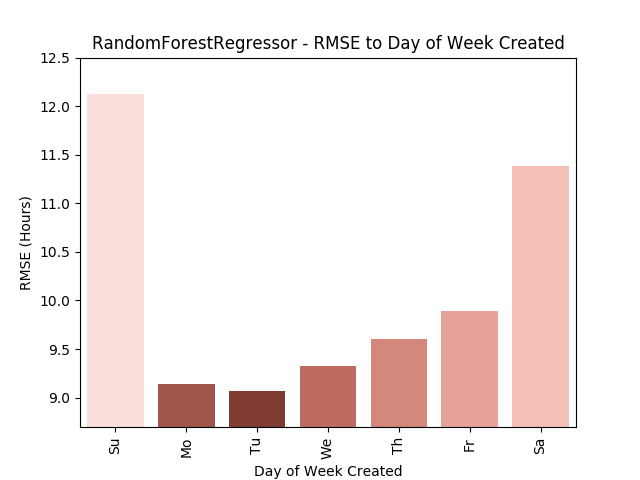 RandomForestRegressor - RMSE to Day of Week Created
12.5
12.0
11.5
11.0
10.5
10.0
9.5
9.0
RMSE (Hours)
Su Mo Tu We Th Fr Sa
Day of Week Created